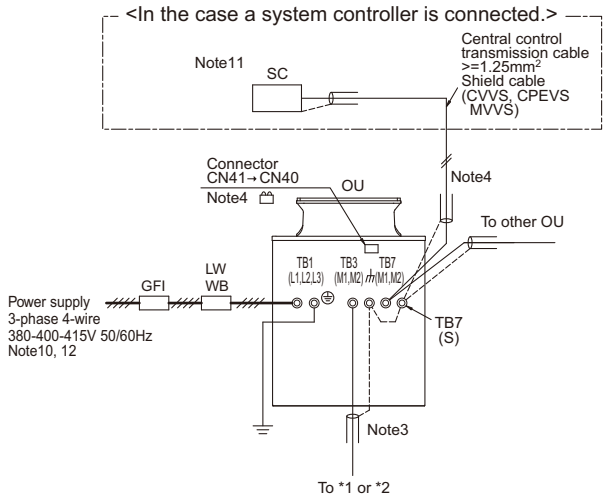 <In the case a system controller is connected.>
Note11
SC
Central control
transmission cable
>=1.25mm2
Shield cable
(CVVS, CPEVS
MVVS)
Connector
CN41→CN40
Note4
OU
Note4
To other OU
TB1
(L1,L2,L3)
TB3
(M1,M2)
TB7
(M1,M2)
GFI
LW
WB
Power supply
3-phase 4-wire
380-400-415V 50/60Hz
Note10, 12
TB7
(S)
Note3
To *1 or *2